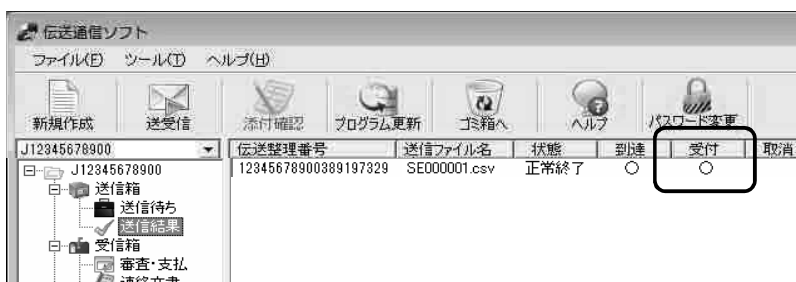 伝送通信ソフト
ファイル(F) ツール(T) ヘルプ(H)
新規作成 送受信 添付確認 プログラム更新 ゴミ箱へ ヘルプ パスワード変更
J12345678900 伝送整理番号 送信ファイル名 状態 到達 受付 取消
J12345678900 12345678900389197329 SE000001.csv 正常終了 ○ ○
送信箱
送信待ち
送信結果
受信箱
審査・支払
連絡文書